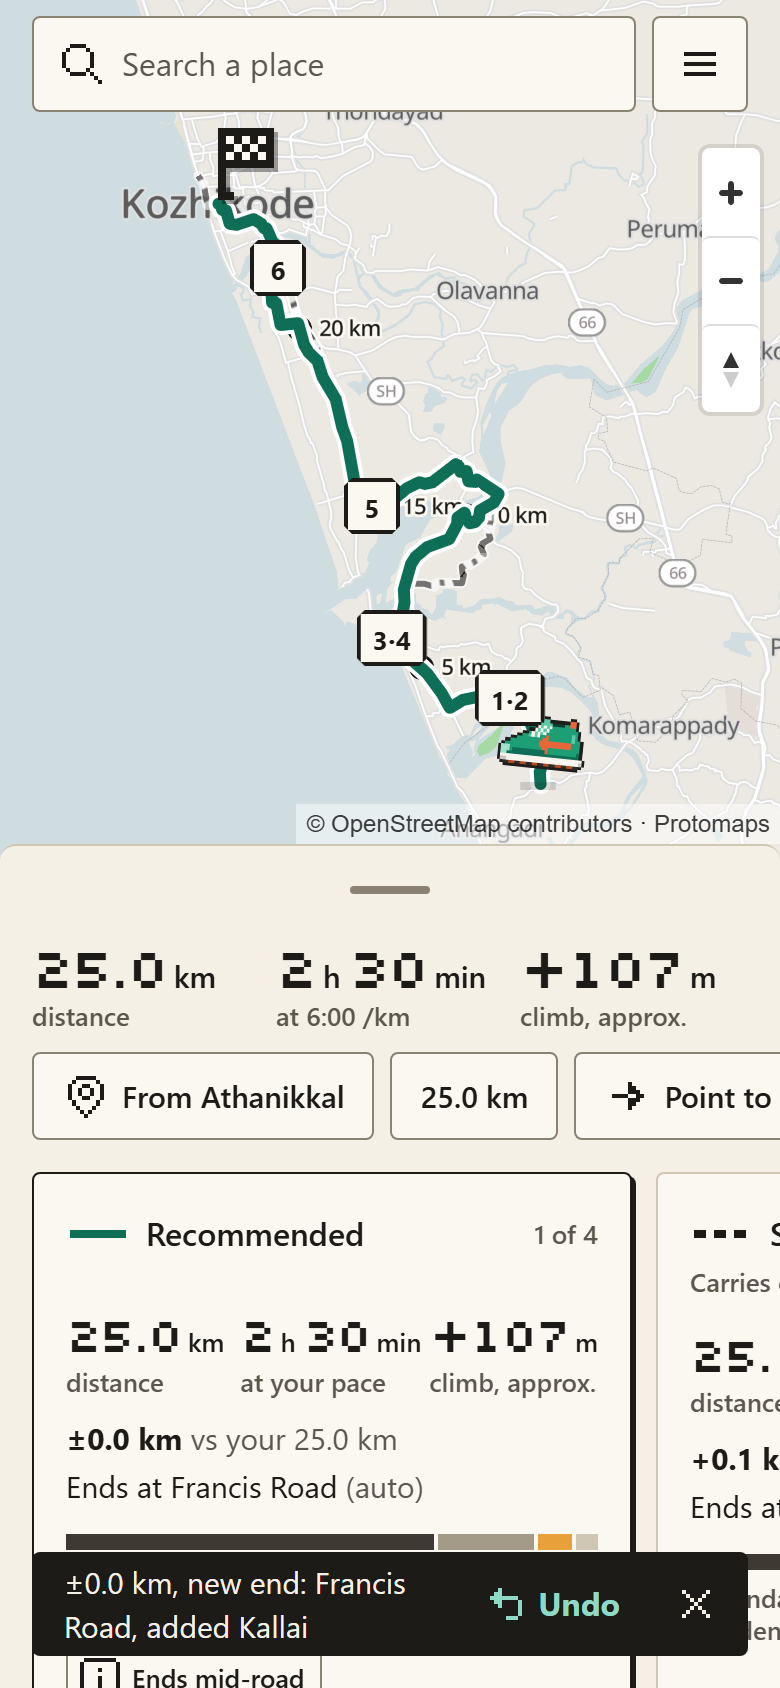 Search a place
Kozhikode
6
Olavanna
66
20 km
SH
5
15 km
0 km
SH
66
3·4
5 km
1·2
Komarappady
© OpenStreetMap contributors · Protomaps
25.0 km
distance
2 h 30 min
at 6:00 /km
+107 m
climb, approx.
From Athanikkal
25.0 km
Point to
Recommended
1 of 4
25.0 km
distance
2 h 30 min
at your pace
+107 m
climb, approx.
±0.0 km vs your 25.0 km
Ends at Francis Road (auto)
Carries
25.
distance
+0.1 k
Ends at
±0.0 km, new end: Francis
Road, added Kallai
Undo
Ends mid-road